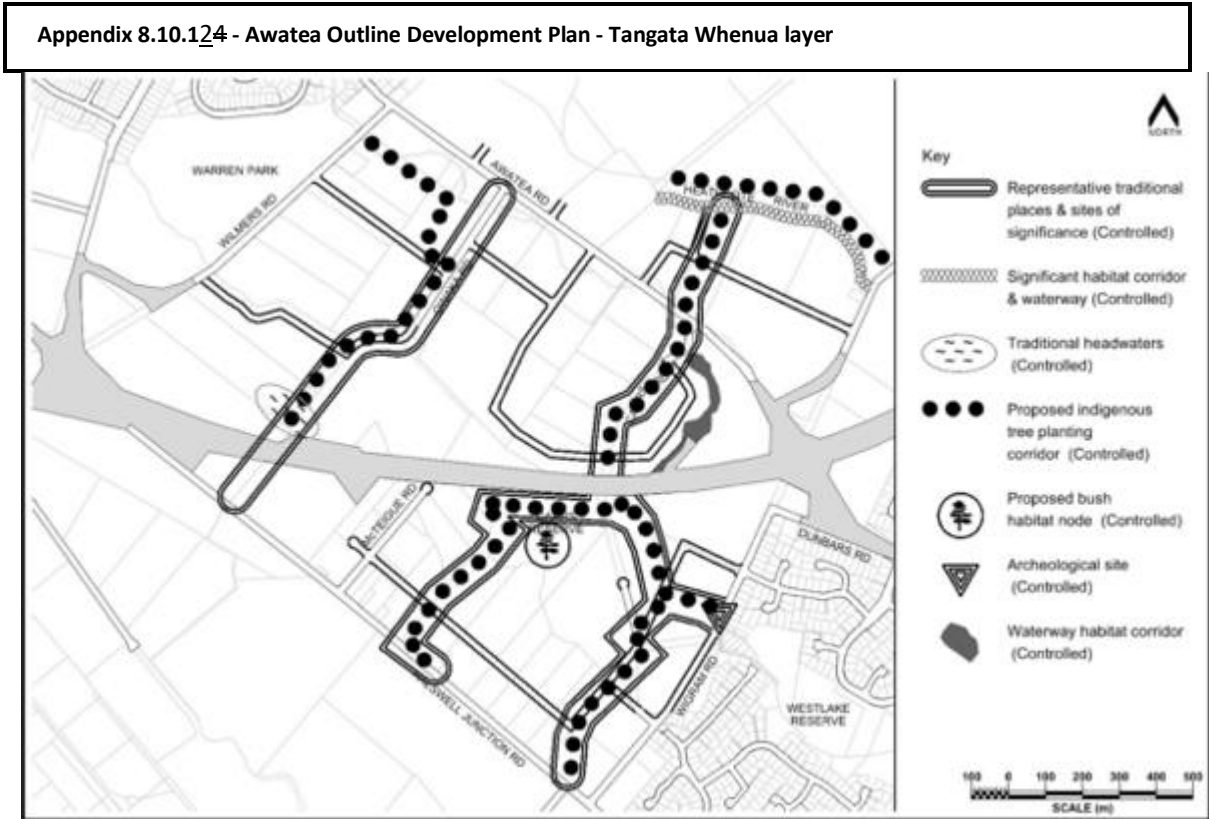 Appendix 8.10.124 - Awatea Outline Development Plan - Tangata Whenua layer
NORTH
Key
Representative traditional
places & sites of
significance (Controlled)
Significant habitat corridor
& waterway (Controlled)
Traditional headwaters
(Controlled)
Proposed indigenous
tree planting
corridor (Controlled)
Proposed bush
habitat node (Controlled)
Archeological site
(Controlled)
Waterway habitat corridor
(Controlled)
100 0 100 200 300 400 500
SCALE (m)
WARREN PARK
WILMERS RD
AWATEA RD
RIVER
McTEIGUE RD
DUNBARS RD
JUNCTION RD
WIGRAM RD
WESTLAKE
RESERVE